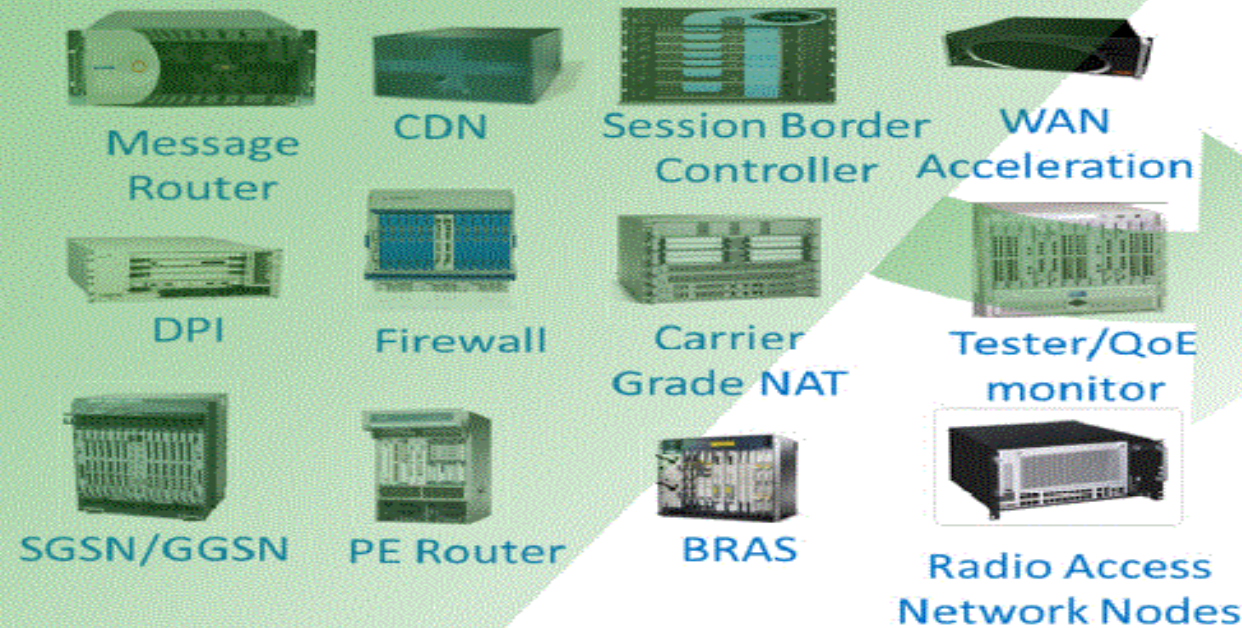 Message
Router
CDN
Session Border
Controller
WAN
Acceleration
DPI
Firewall
Carrier
Grade NAT
Tester/QoE
monitor
SGSN/GGSN
PE Router
BRAS
Radio Access
Network Nodes